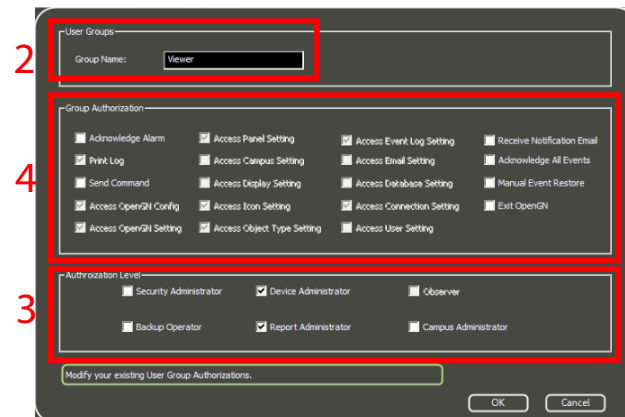 User Groups
2
Group Name: Viewer
Group Authorization
Acknowledge Alarm Access Panel Setting Access Event Log Setting Receive Notification Email
Print Log Access Campus Setting Access Email Setting Acknowledge All Events
4
Send Command Access Display Setting Access Database Setting Manual Event Restore
Access OpenGN Config Access Icon Setting Access Connection Setting Exit OpenGN
Access OpenGN Setting Access Object Type Setting Access User Setting
Authroization Level
Security Administrator Device Administrator Observer
3
Backup Operator Report Administrator Campus Administrator
Modify your existing User Group Authorizations.
OK Cancel